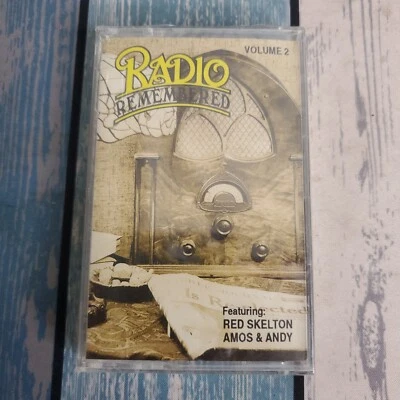 VOLUME 2
RADIO
REMEMBERED
Featuring:
RED SKELTON
AMOS & ANDY